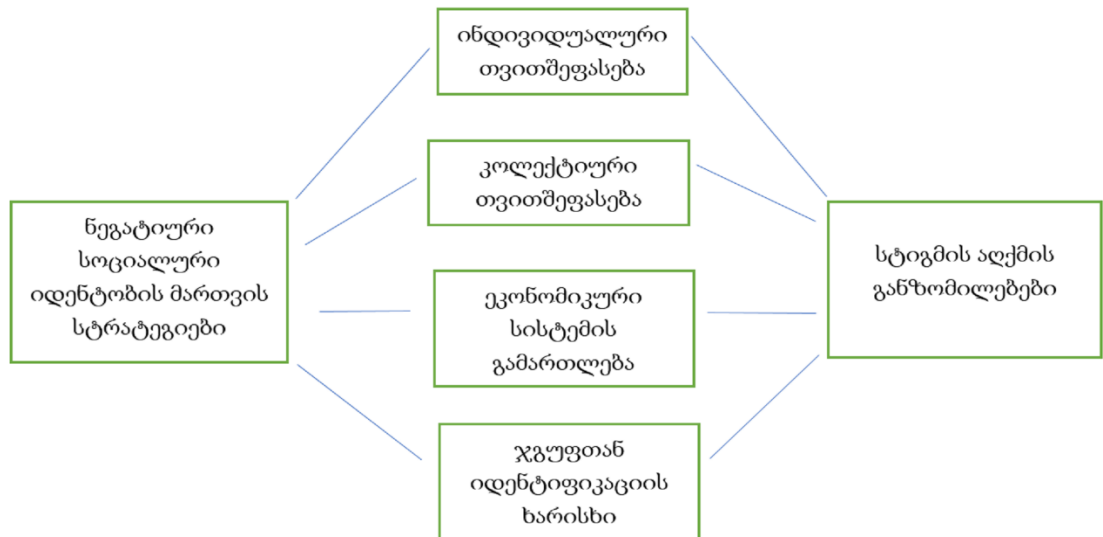 ინდივიდუალური
თვითშეფასება
კოლექტიური
თვითშეფასება
ნეგატიური
სოციალური
იდენტობის მართვის
სტრატეგიები
სტიგმის აღქმის
განზომილებები
ეკონომიკური
სისტემის
გამართლება
ჯგუფთან
იდენტიფიკაციის
ხარისხი